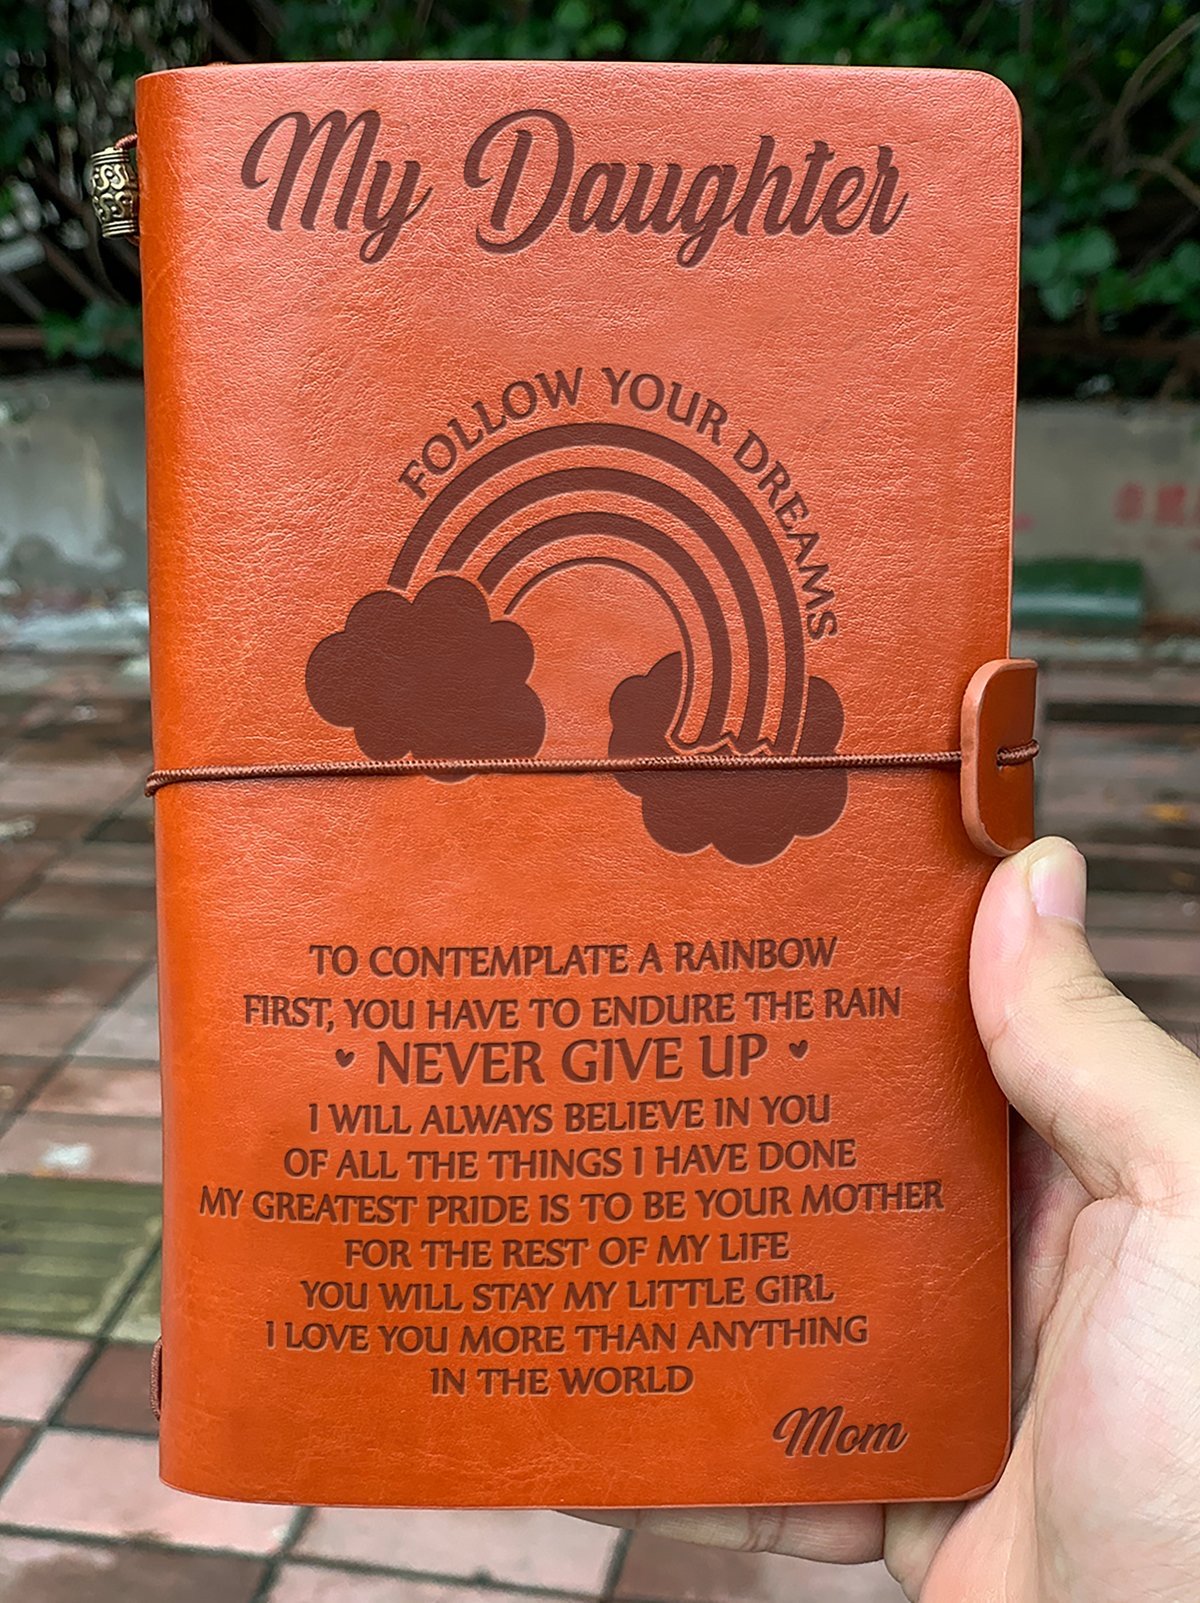 My Daughter
FOLLOW YOUR DREAMS
TO CONTEMPLATE A RAINBOW
FIRST, YOU HAVE TO ENDURE THE RAIN
NEVER GIVE UP
I WILL ALWAYS BELIEVE IN YOU
OF ALL THE THINGS I HAVE DONE
MY GREATEST PRIDE IS TO BE YOUR MOTHER
FOR THE REST OF MY LIFE
YOU WILL STAY MY LITTLE GIRL
I LOVE YOU MORE THAN ANYTHING
IN THE WORLD
Mom